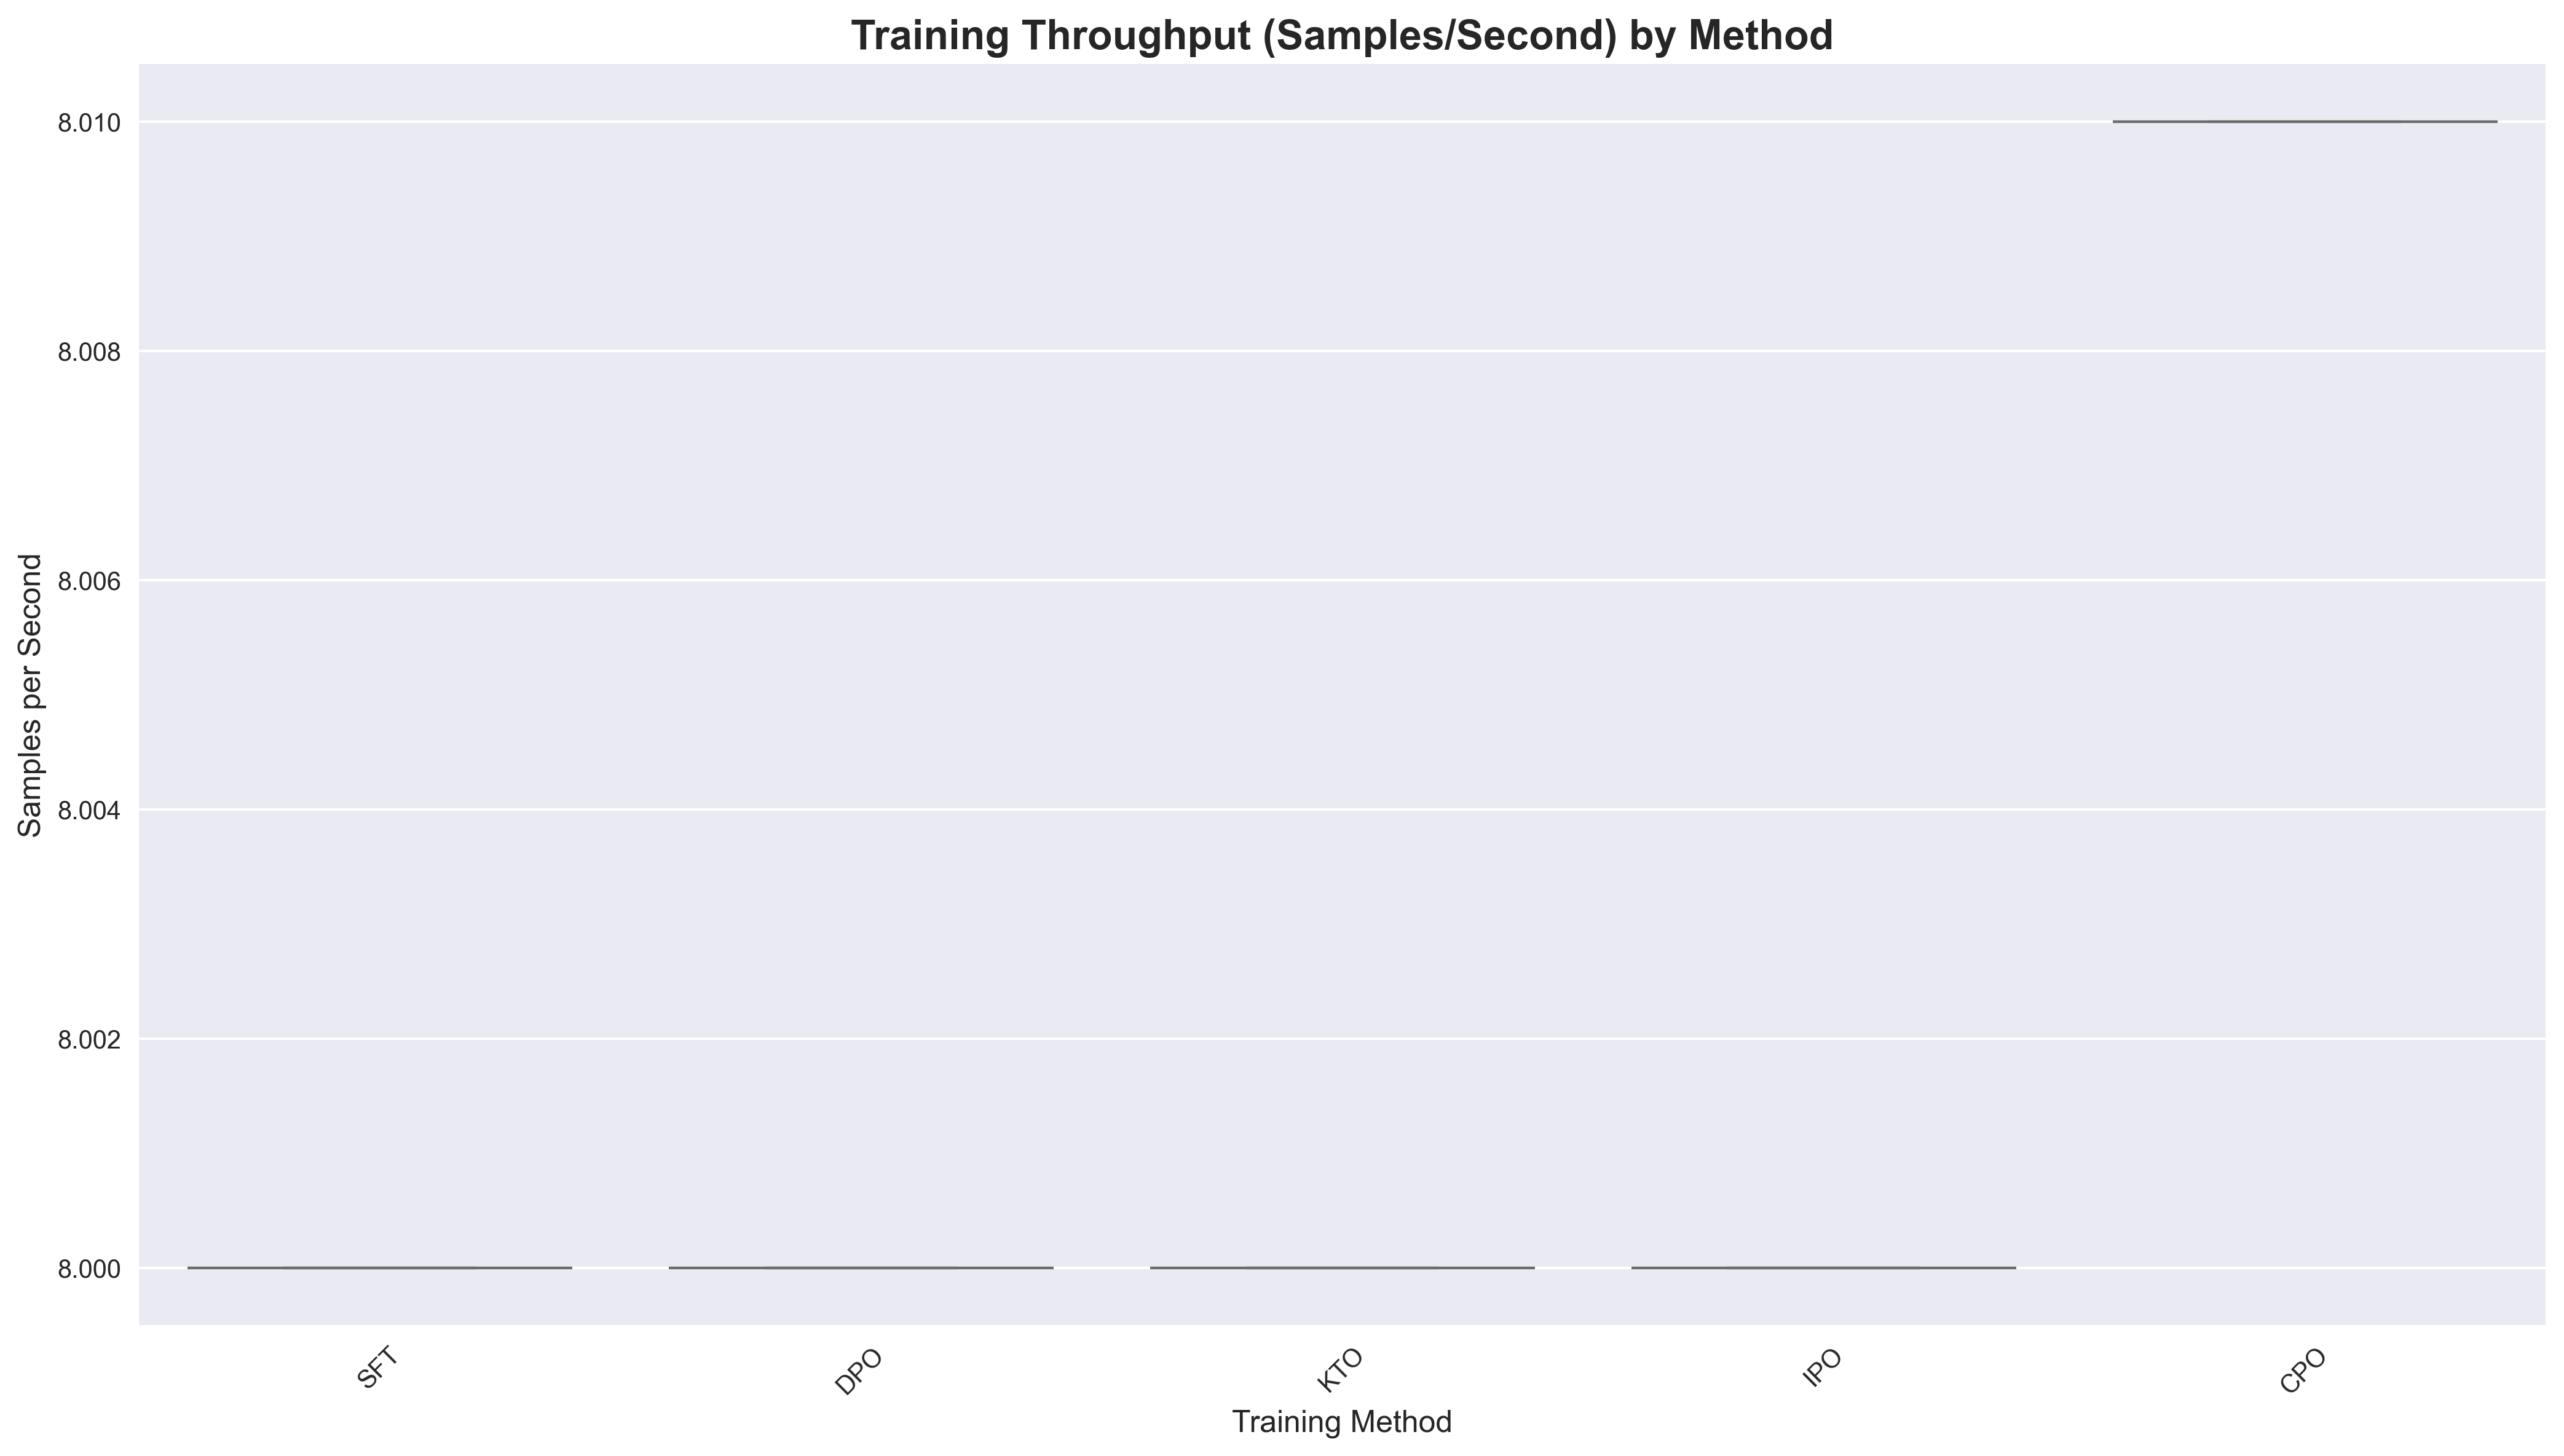 Training Throughput (Samples/Second) by Method
Samples per Second
8.010
8.008
8.006
8.004
8.002
8.000
SFT
DPO
KTO
IPO
CPO
Training Method